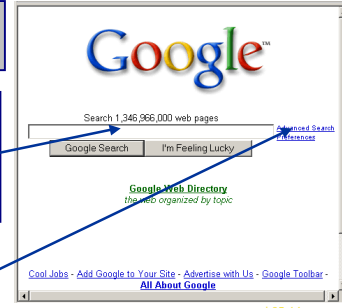 Google™
Search 1,346,966,000 web pages
Advanced Search
Preferences
Google Search I'm Feeling Lucky
Google Web Directory
the web organized by topic
Cool Jobs - Add Google to Your Site - Advertise with Us - Google Toolbar -
All About Google